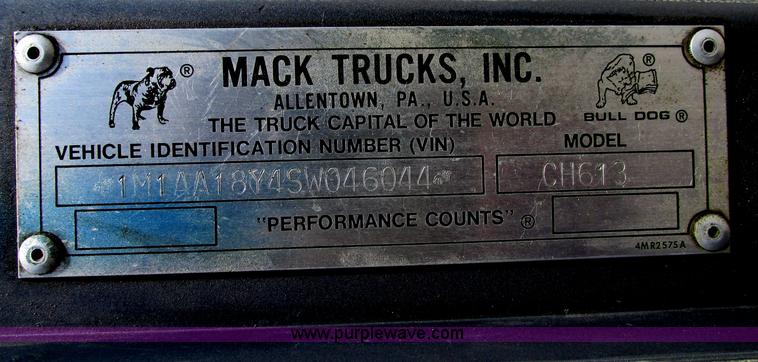 ® MACK TRUCKS, INC. ®
ALLENTOWN, PA., U.S.A.
THE TRUCK CAPITAL OF THE WORLD BULL DOG ®
VEHICLE IDENTIFICATION NUMBER (VIN) MODEL
1M1AA18Y4SW046044 CH613
"PERFORMANCE COUNTS" ®
4MR2575A
www.purplewave.com